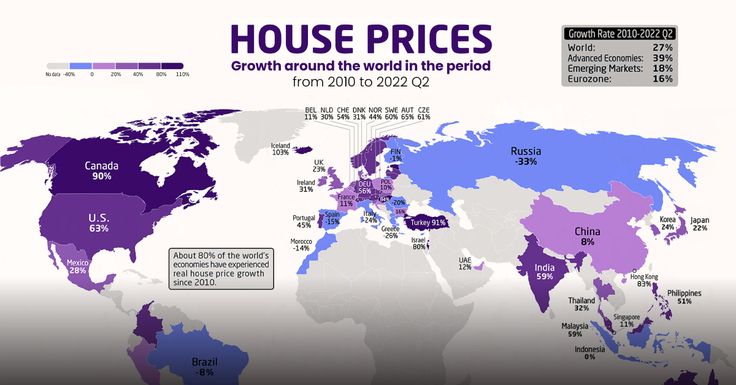 HOUSE PRICES
Growth around the world in the period
from 2010 to 2022 Q2
Growth Rate 2010-2022 Q2
World: 27%
Advanced Economies: 39%
Emerging Markets: 18%
Eurozone: 16%
No data -40% 0 20% 40% 80% 110%
BEL NLD CHE DNK NOR SWE AUT CZE
11% 30% 54% 31% 44% 60% 65% 61%
Iceland
103%
FIN
-1%
Russia
-33%
Canada
90%
UK
23%
Ireland
31%
DEU
56%
POL
10%
France
11%
-20%
16%
U.S.
63%
Portugal
45%
Spain
-15%
Italy
-24%
Greece
-26%
Turkey 91%
Israel
80%
Morocco
-14%
Mexico
28%
About 80% of the world's
economies have experienced
real house price growth
since 2010.
UAE
12%
China
8%
Korea
24%
Japan
22%
India
59%
Hong Kong
83%
Philippines
51%
Thailand
32%
Singapore
11%
Malaysia
59%
Indonesia
0%
Brazil
-8%